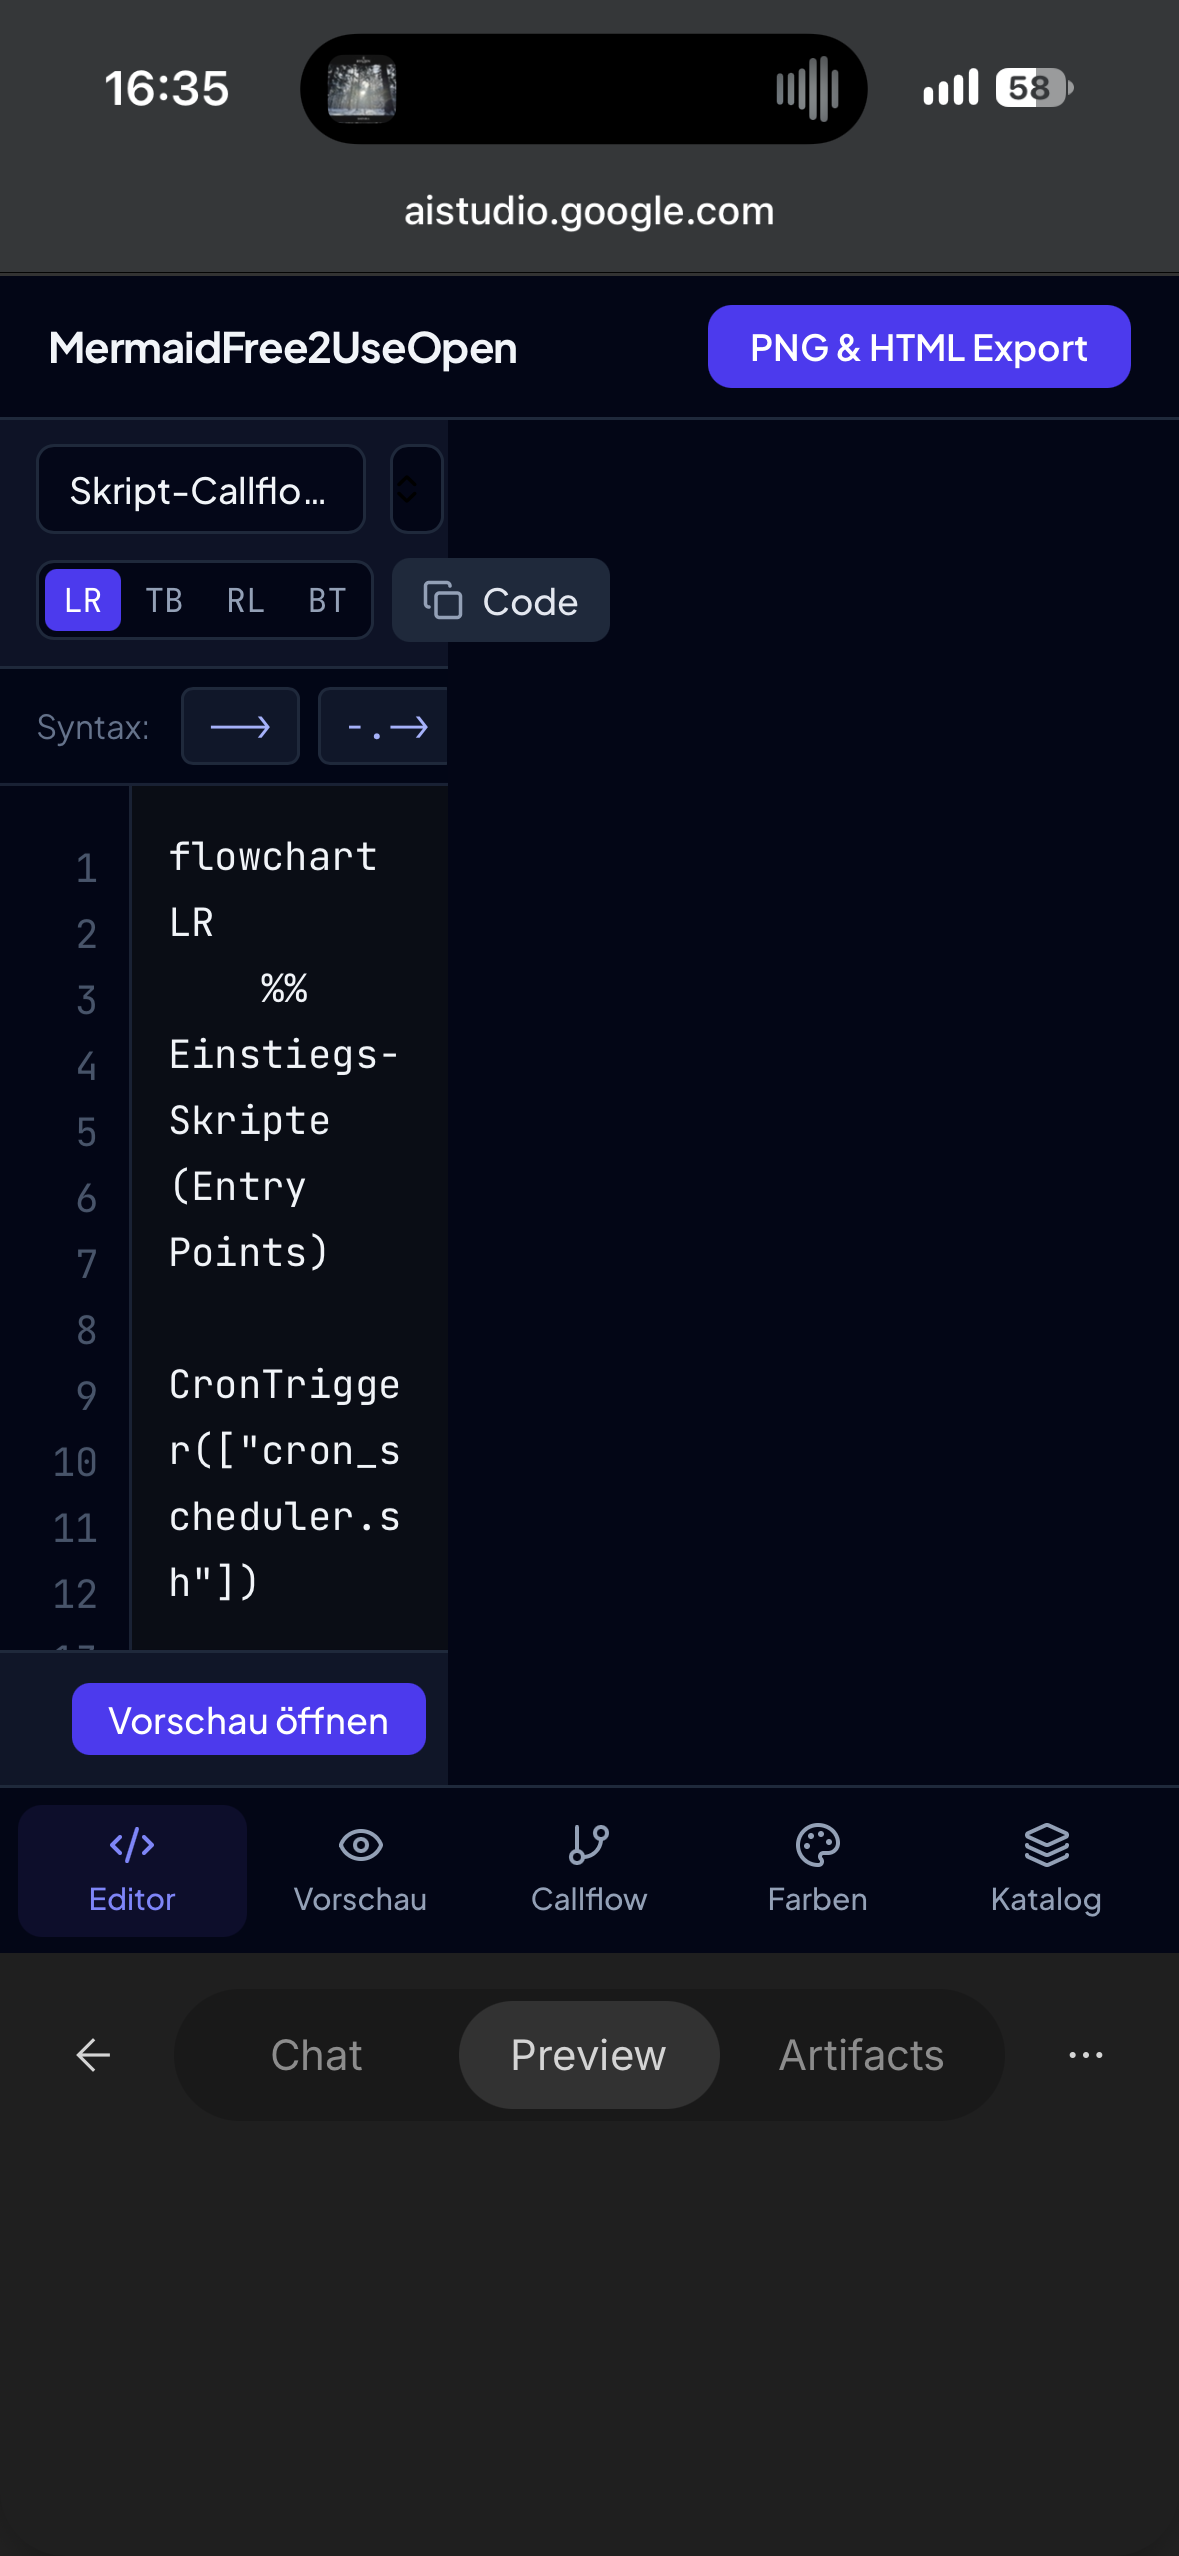 16:35
58
aistudio.google.com
MermaidFree2UseOpen
PNG & HTML Export
Skript-Callflo...
LR TB RL BT
Code
Syntax: --> -.->
1 flowchart
2 LR
3 %%
4 Einstiegs-
5 Skripte
6 (Entry
7 Points)
8
9 CronTrigge
10 r(["cron_s
11 cheduler.s
12 h"])
13
Vorschau öffnen
Editor Vorschau Callflow Farben Katalog
Chat Preview Artifacts